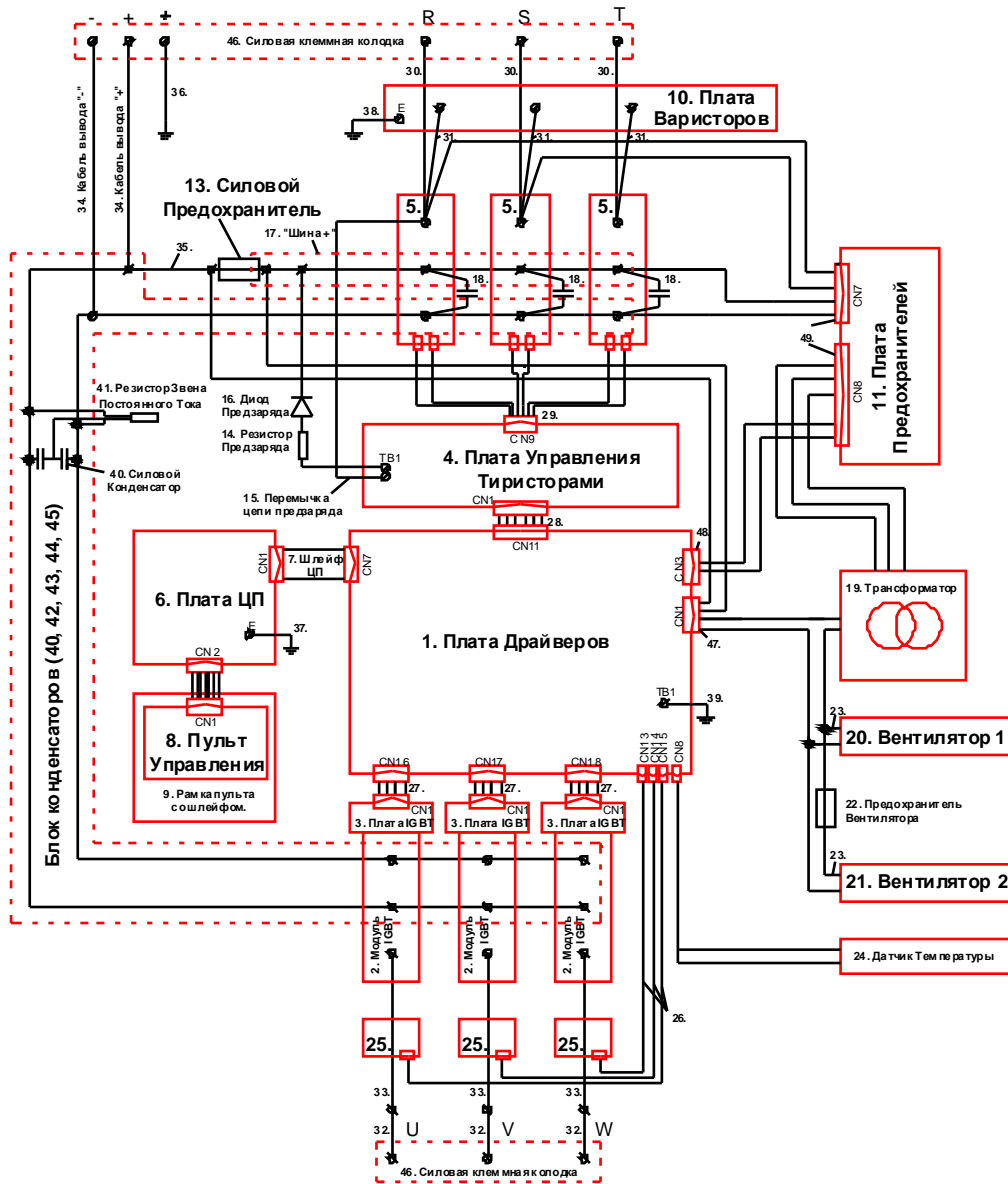 - + +
R S T
46. Силовая клеммная колодка
30. 30. 30.
36.
38.
E
10. Плата
Варисторов
31. 31. 31.
34. Кабель вывода "-"
34. Кабель вывода "+"
13. Силовой
Предохранитель
17. "Шина+"
35.
5. 5. 5.
18. 18. 18.
CN7
49.
CN8
11. Плата
Предохранителей
41. Резистор Звена
Постоянного Тока
16. Диод
Предзаряда
14. Резистор
Предзаряда
40. Силовой
Конденсатор
15. Перемычка
цепи предзаряда
29.
CN9
TB1
4. Плата Управления
Тиристорами
CN1
28.
CN11
Блок конденсаторов (40, 42, 43, 44, 45)
CN1
7. Шлейф
ЦП
CN7
6. Плата ЦП
E
37.
CN2
CN1
8. Пульт
Управления
9. Рамка пульта
со шлейфом.
1. Плата Драйверов
48.
CN3
CN1
47.
TB1
39.
19. Трансформатор
23.
20. Вентилятор 1
22. Предохранитель
Вентилятора
23.
21. Вентилятор 2
24. Датчик Температуры
CN13
CN14
CN15
CN8
CN16 CN17 CN18
27. 27. 27.
CN1 CN1 CN1
3. Плата IGBT 3. Плата IGBT 3. Плата IGBT
2. Модуль
IGBT
2. Модуль
IGBT
2. Модуль
IGBT
26.
25. 25. 25.
33. 33. 33.
32. U 32. V 32. W
46. Силовая клеммная колодка